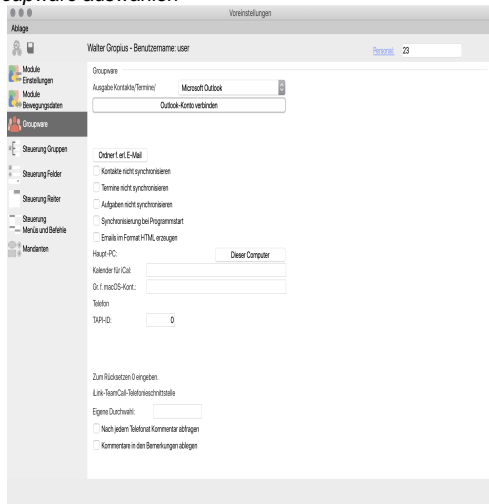 Voreinstellungen
Ablage
Walter Gropius - Benutzername: user
Personal: 23
Module
Einstellungen
Module
Bewegungsdaten
Groupware
Steuerung Gruppen
Steuerung Felder
Steuerung Reiter
Steuerung
Menüs und Befehle
Mandanten
Groupware
Ausgabe Kontakte/Termine/ Microsoft Outlook
Outlook-Konto verbinden
Ordner f. erl. E-Mail
Kontakte nicht synchronisieren
Termine nicht synchronisieren
Aufgaben nicht synchronisieren
Synchronisierung bei Programmstart
Emails im Format HTML erzeugen
Haupt-PC: Dieser Computer
Kalender für iCal:
Gr. f. macOS-Kont.:
Telefon
TAPI-ID: 0
Zum Rücksetzen 0 eingeben.
iLink-TeamCall-Telefonieschnittstelle
Eigene Durchwahl:
Nach jedem Telefonat Kommentar abfragen
Kommentare in den Bemerkungen ablegen